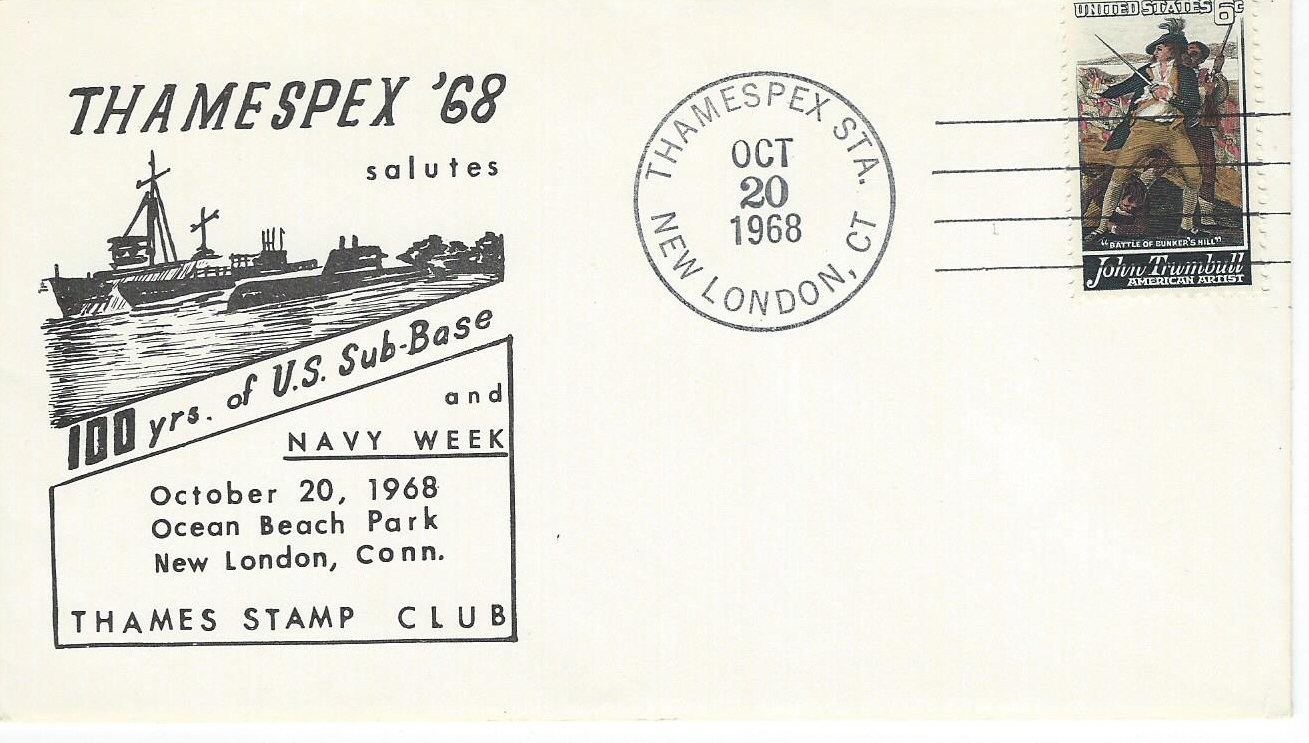 THAMESPEX '68
salutes
100 yrs. of U.S. Sub-Base
and
NAVY WEEK
October 20, 1968
Ocean Beach Park
New London, Conn.
THAMES STAMP CLUB
THAMESPEX STA.
OCT
20
1968
NEW LONDON, CT
UNITED STATES 6c
"BATTLE OF BUNKER'S HILL"
John Trumbull
AMERICAN ARTIST